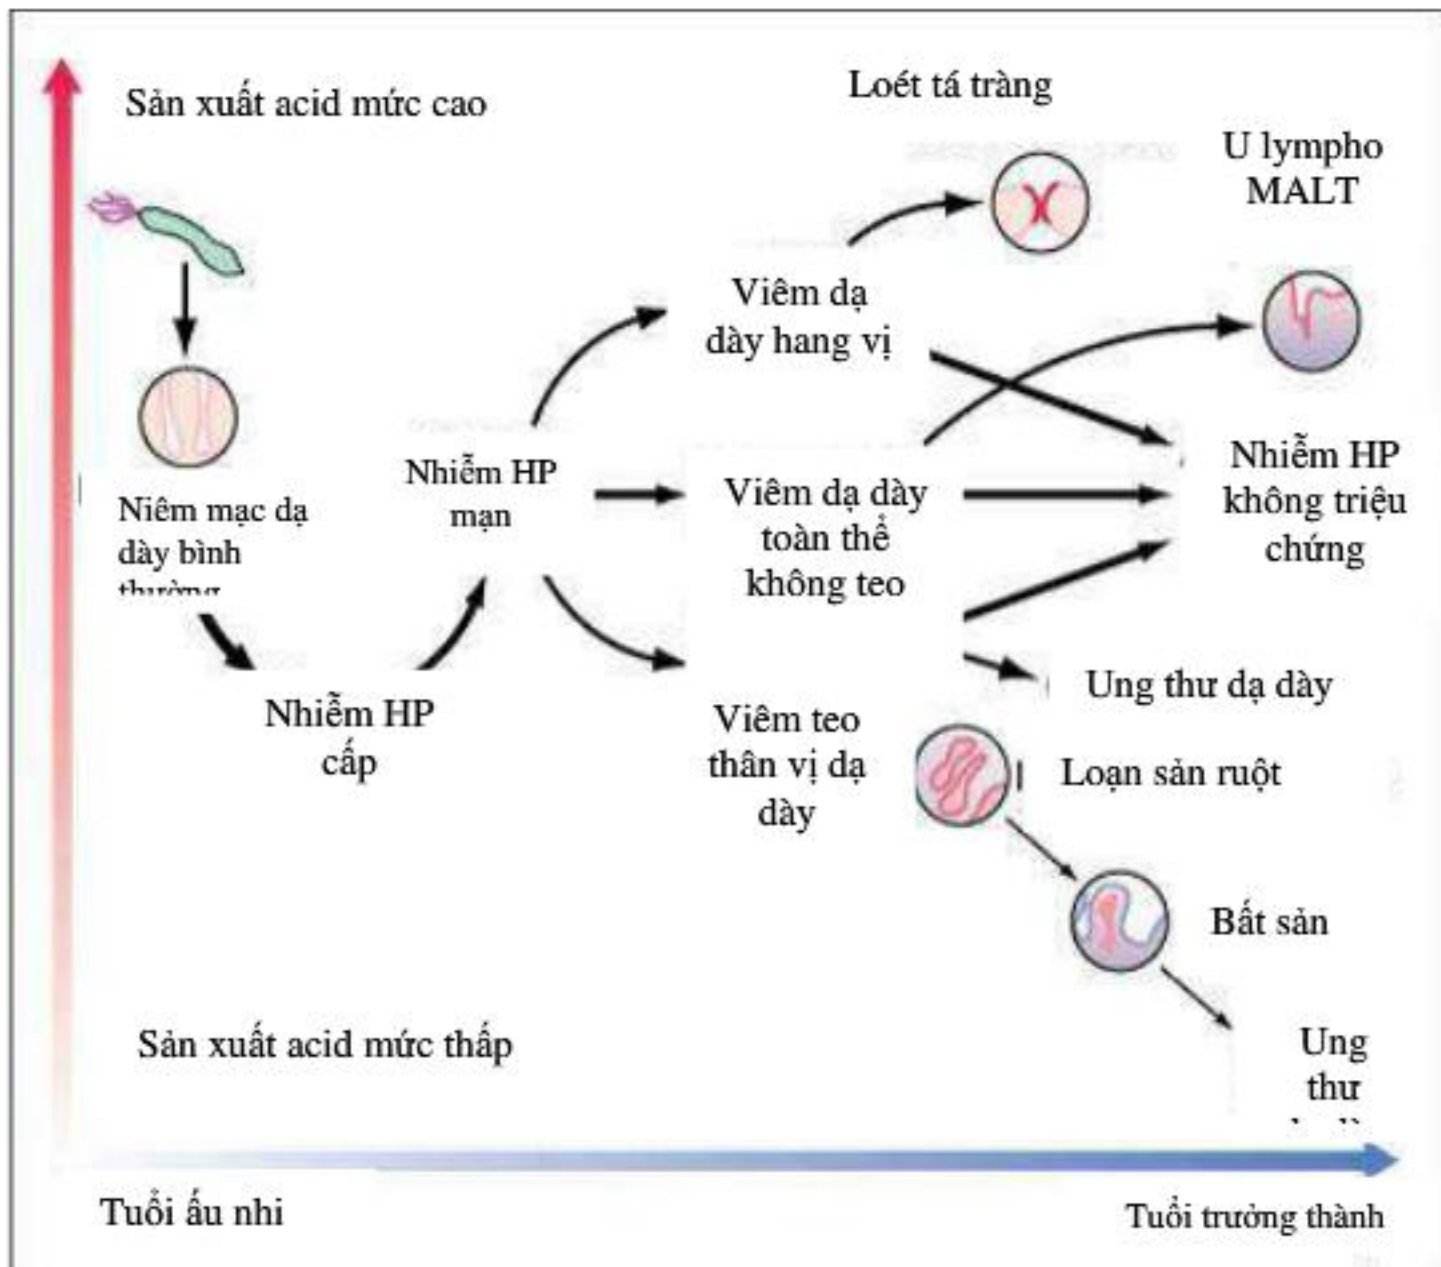 Sản xuất acid mức cao
Loét tá tràng
U lympho
MALT
Viêm dạ
dày hang vị
Nhiễm HP
mạn
Niêm mạc dạ
dày bình
thường
Viêm dạ dày
toàn thể
không teo
Nhiễm HP
không triệu
chứng
Nhiễm HP
cấp
Viêm teo
thân vị dạ
dày
Ung thư dạ dày
Loạn sản ruột
Bất sản
Sản xuất acid mức thấp
Ung
thư
Tuổi ấu nhi
Tuổi trưởng thành